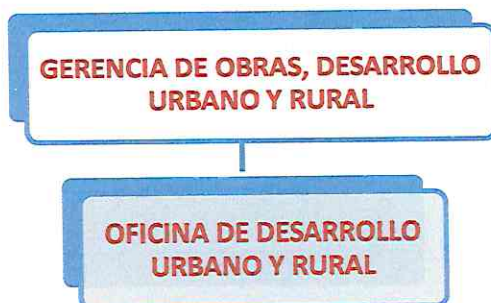 GERENCIA DE OBRAS, DESARROLLO
URBANO Y RURAL
OFICINA DE DESARROLLO
URBANO Y RURAL